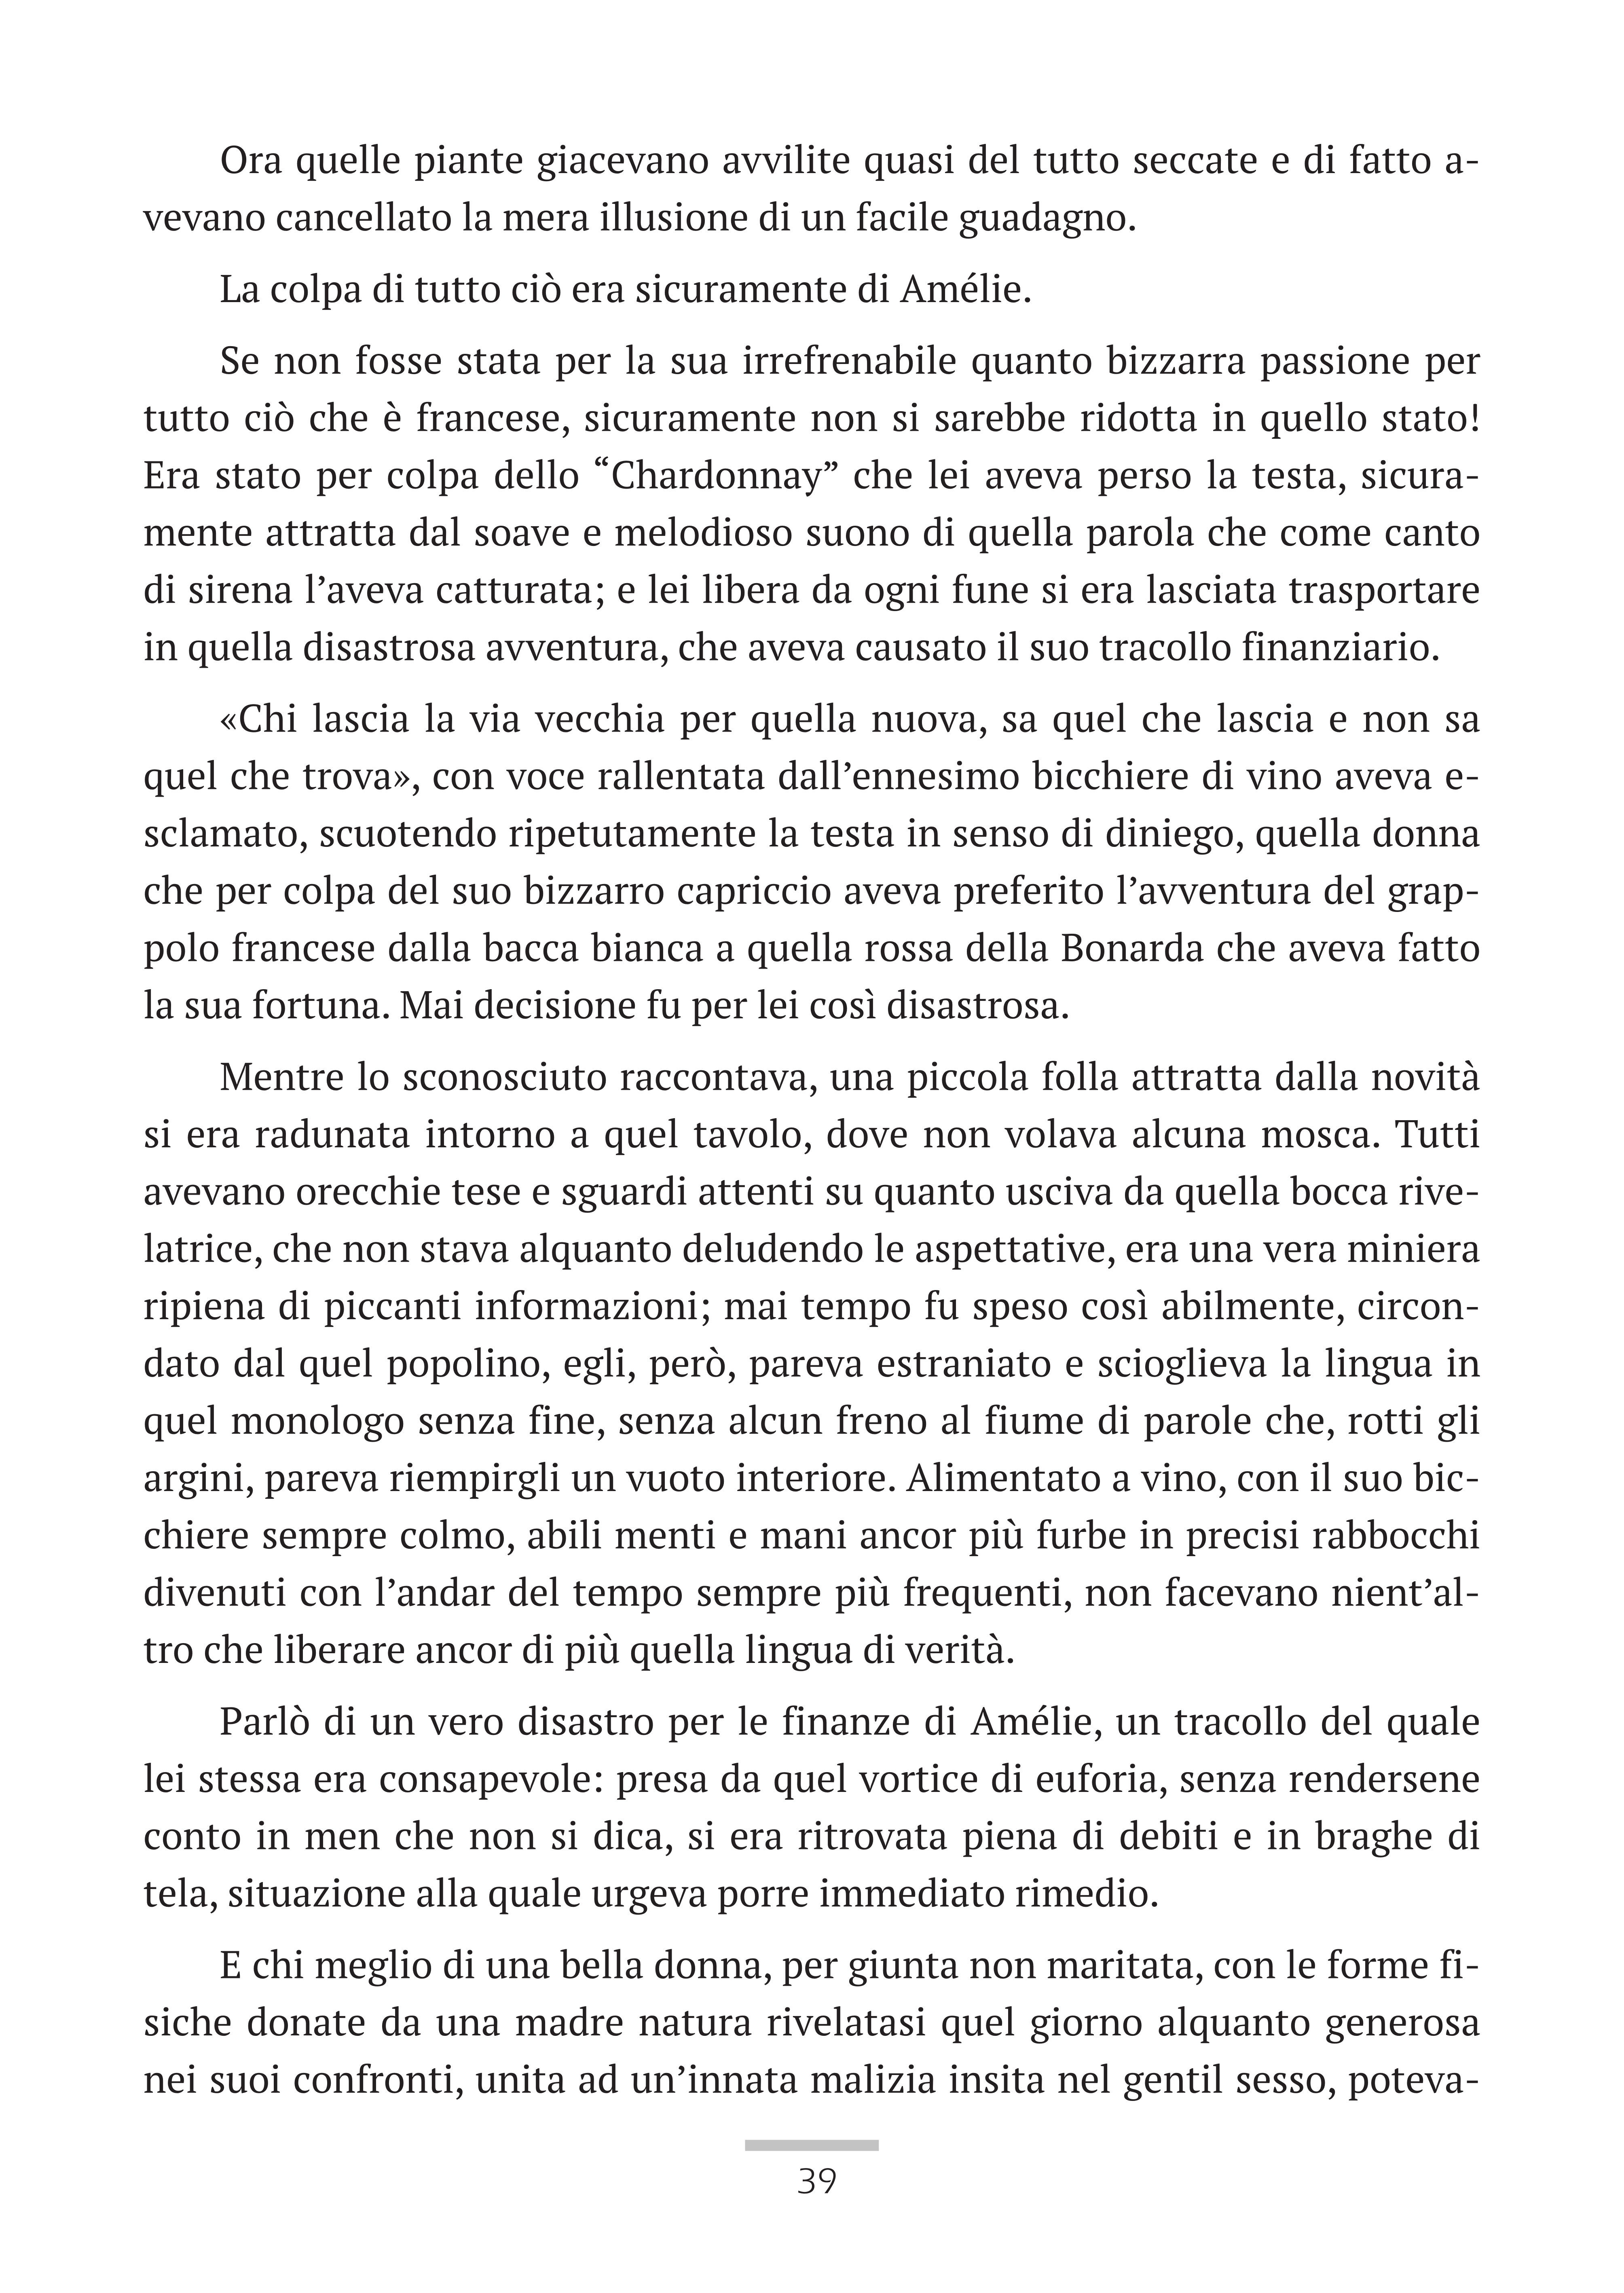 Ora quelle piante giacevano avvilite quasi del tutto seccate e di fatto a-
vevano cancellato la mera illusione di un facile guadagno.
La colpa di tutto ciò era sicuramente di Amélie.
Se non fosse stata per la sua irrefrenabile quanto bizzarra passione per
tutto ciò che è francese, sicuramente non si sarebbe ridotta in quello stato!
Era stato per colpa dello “Chardonnay” che lei aveva perso la testa, sicura-
mente attratta dal soave e melodioso suono di quella parola che come canto
di sirena l’aveva catturata; e lei libera da ogni fune si era lasciata trasportare
in quella disastrosa avventura, che aveva causato il suo tracollo finanziario.
«Chi lascia la via vecchia per quella nuova, sa quel che lascia e non sa
quel che trova», con voce rallentata dall’ennesimo bicchiere di vino aveva e-
sclamato, scuotendo ripetutamente la testa in senso di diniego, quella donna
che per colpa del suo bizzarro capriccio aveva preferito l’avventura del grap-
polo francese dalla bacca bianca a quella rossa della Bonarda che aveva fatto
la sua fortuna. Mai decisione fu per lei così disastrosa.
Mentre lo sconosciuto raccontava, una piccola folla attratta dalla novità
si era radunata intorno a quel tavolo, dove non volava alcuna mosca. Tutti
avevano orecchie tese e sguardi attenti su quanto usciva da quella bocca rive-
latrice, che non stava alquanto deludendo le aspettative, era una vera miniera
ripiena di piccanti informazioni; mai tempo fu speso così abilmente, circon-
dato dal quel popolino, egli, però, pareva estraniato e scioglieva la lingua in
quel monologo senza fine, senza alcun freno al fiume di parole che, rotti gli
argini, pareva riempirgli un vuoto interiore. Alimentato a vino, con il suo bic-
chiere sempre colmo, abili menti e mani ancor più furbe in precisi rabbocchi
divenuti con l’andar del tempo sempre più frequenti, non facevano nient’al-
tro che liberare ancor di più quella lingua di verità.
Parlò di un vero disastro per le finanze di Amélie, un tracollo del quale
lei stessa era consapevole: presa da quel vortice di euforia, senza rendersene
conto in men che non si dica, si era ritrovata piena di debiti e in braghe di
tela, situazione alla quale urgeva porre immediato rimedio.
E chi meglio di una bella donna, per giunta non maritata, con le forme fi-
siche donate da una madre natura rivelatasi quel giorno alquanto generosa
nei suoi confronti, unita ad un’innata malizia insita nel gentil sesso, poteva-
39